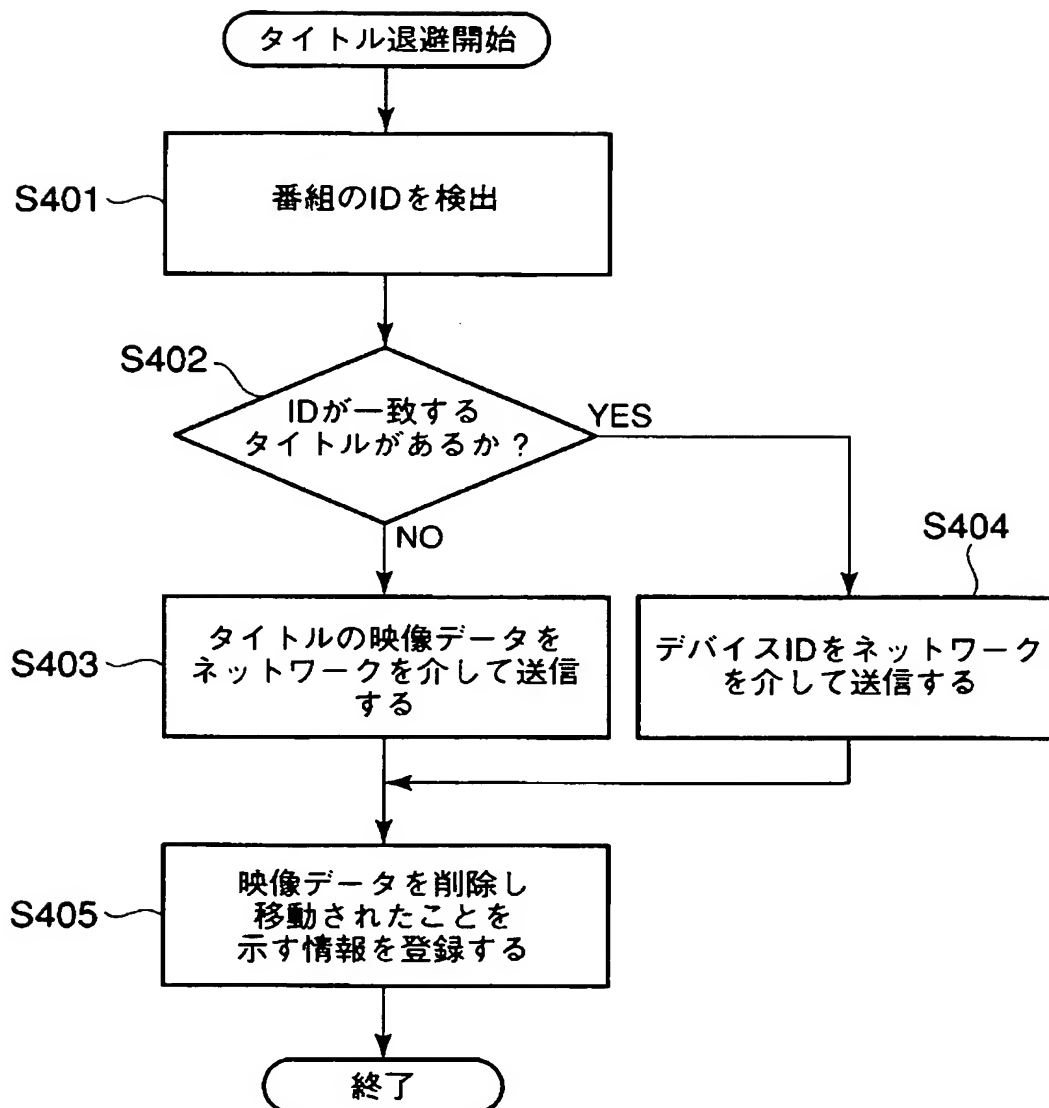 タイトル退避開始
S401
番組のIDを検出
S402
IDが一致する
タイトルがあるか?
YES
NO
S404
S403
タイトルの映像データを
ネットワークを介して送信
する
デバイスIDをネットワーク
を介して送信する
S405
映像データを削除し
移動されたことを
示す情報を登録する
終了